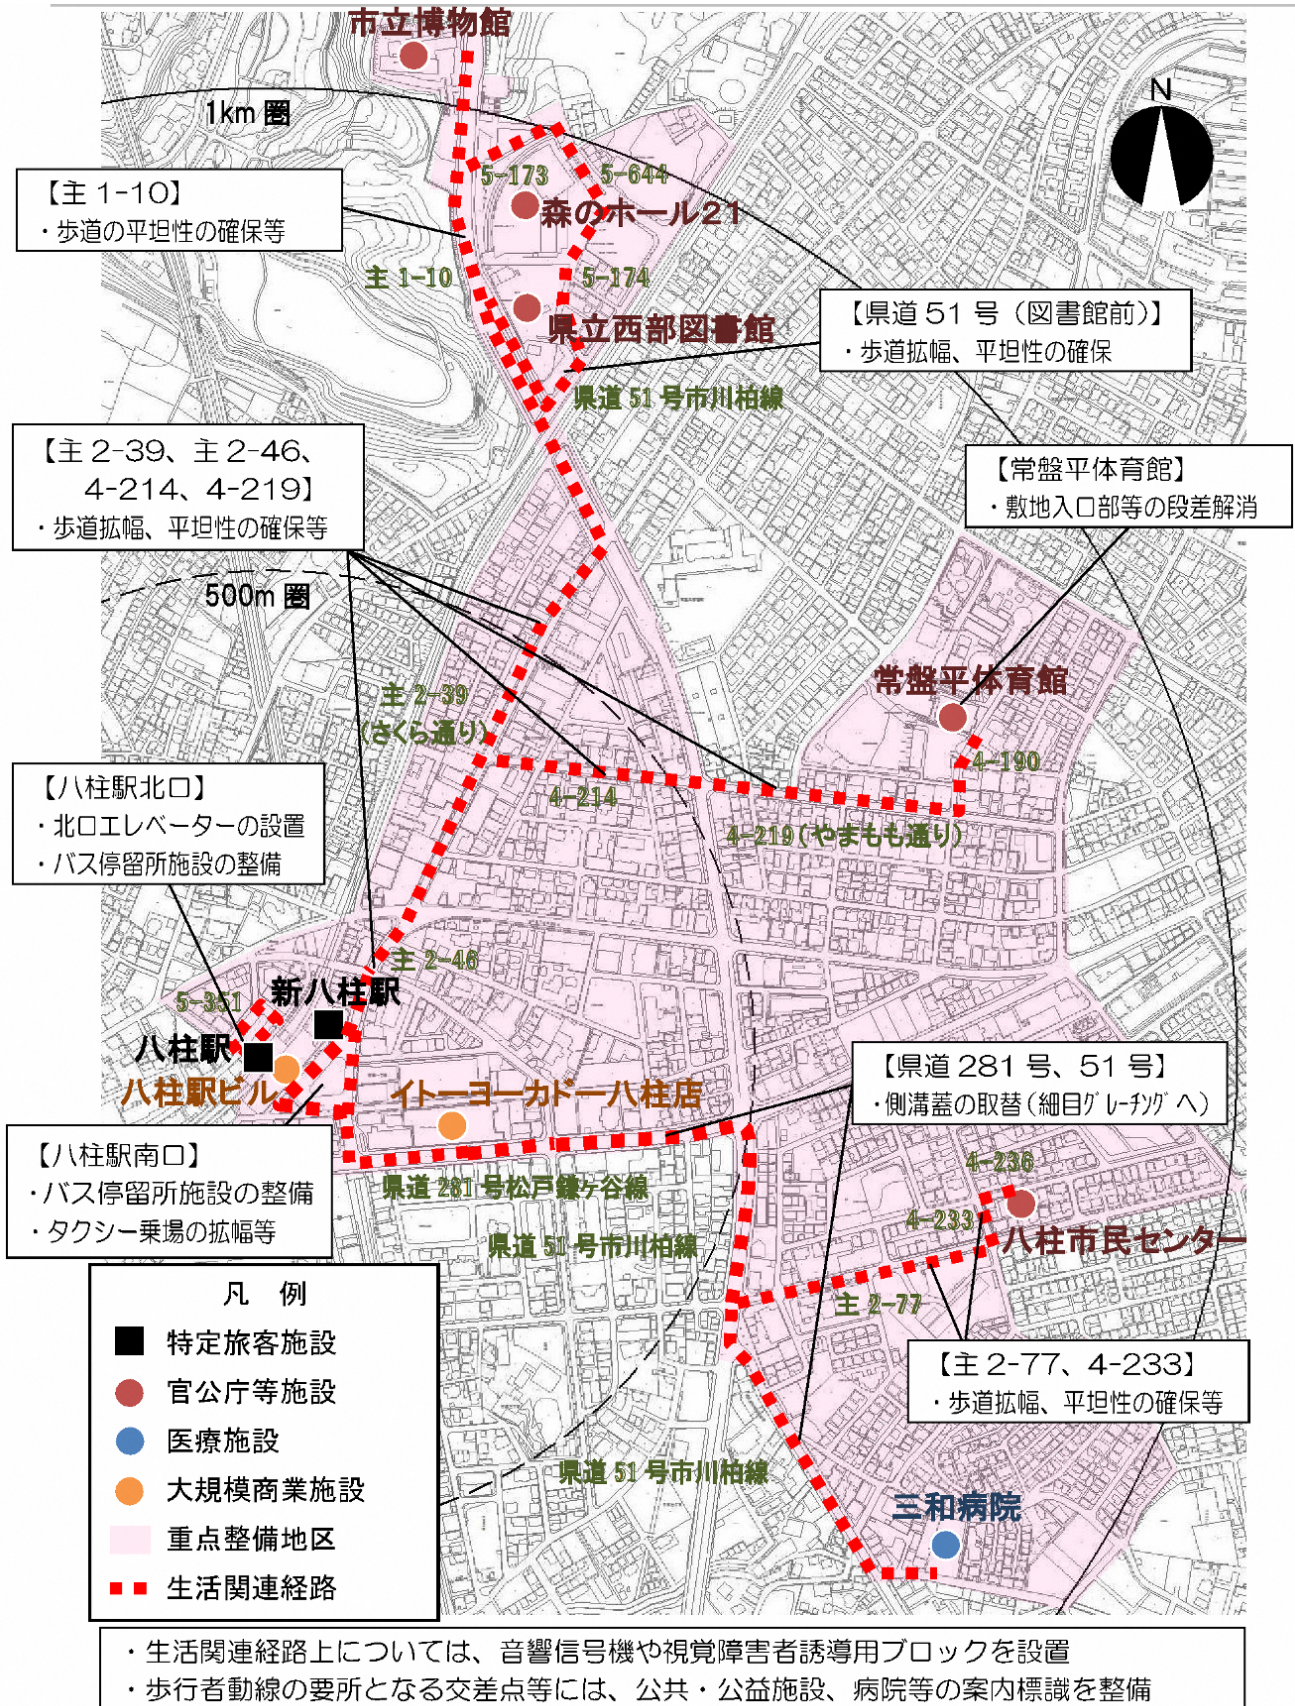 市立博物館
1km 圏
N
5-173
5-644
森のホール21
【主 1-10】
・歩道の平坦性の確保等
主 1-10
5-174
県立西部図書館
【県道 51 号（図書館前）】
・歩道拡幅、平坦性の確保
県道 51 号市川柏線
【主 2-39、主 2-46、
4-214、4-219】
・歩道拡幅、平坦性の確保等
【常盤平体育館】
・敷地入口部等の段差解消
500m 圏
常盤平体育館
主 2-39
(さくら通り)
4-190
4-214
4-219(やまもも通り)
【八柱駅北口】
・北口エレベーターの設置
・バス停留所施設の整備
主 2-46
新八柱駅
5-351
八柱駅
八柱駅ビル
イトーヨーカドー八柱店
【県道 281 号、51 号】
・側溝蓋の取替(細目グレーチングへ)
【八柱駅南口】
・バス停留所施設の整備
・タクシー乗場の拡幅等
県道 281 号松戸鎌ケ谷線
県道 51 号市川柏線
4-236
4-233
八柱市民センター
主 2-77
【主 2-77、4-233】
・歩道拡幅、平坦性の確保等
県道 51 号市川柏線
三和病院
凡 例
特定旅客施設
官公庁等施設
医療施設
大規模商業施設
重点整備地区
生活関連経路
・生活関連経路上については、音響信号機や視覚障害者誘導用ブロックを設置
・歩行者動線の要所となる交差点等には、公共・公益施設、病院等の案内標識を整備